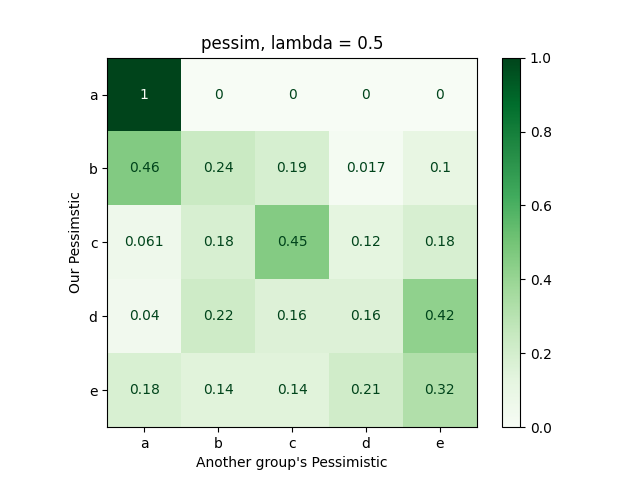 pessim, lambda = 0.5
Our Pessimstic
a 1 0 0 0 0
b 0.46 0.24 0.19 0.017 0.1
c 0.061 0.18 0.45 0.12 0.18
d 0.04 0.22 0.16 0.16 0.42
e 0.18 0.14 0.14 0.21 0.32
a b c d e
Another group's Pessimistic
1.0
0.8
0.6
0.4
0.2
0.0